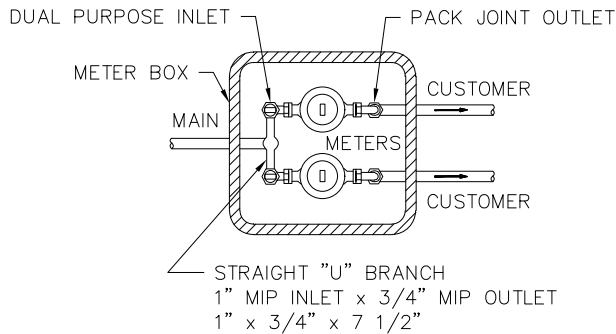 DUAL PURPOSE INLET
PACK JOINT OUTLET
METER BOX
CUSTOMER
MAIN
METERS
CUSTOMER
STRAIGHT "U" BRANCH
1" MIP INLET x 3/4" MIP OUTLET
1" x 3/4" x 7 1/2"